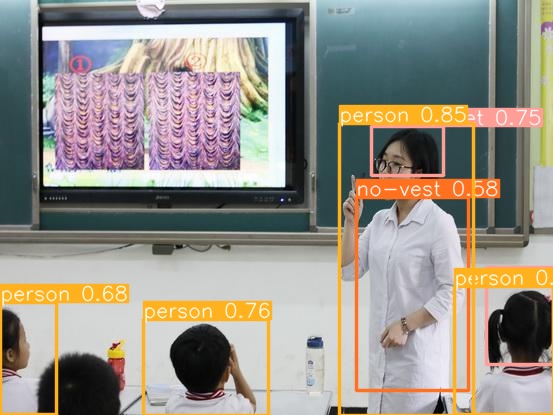 ①
②
person 0.85
et 0.75
no-vest 0.58
person 0.
person 0.68
person 0.76